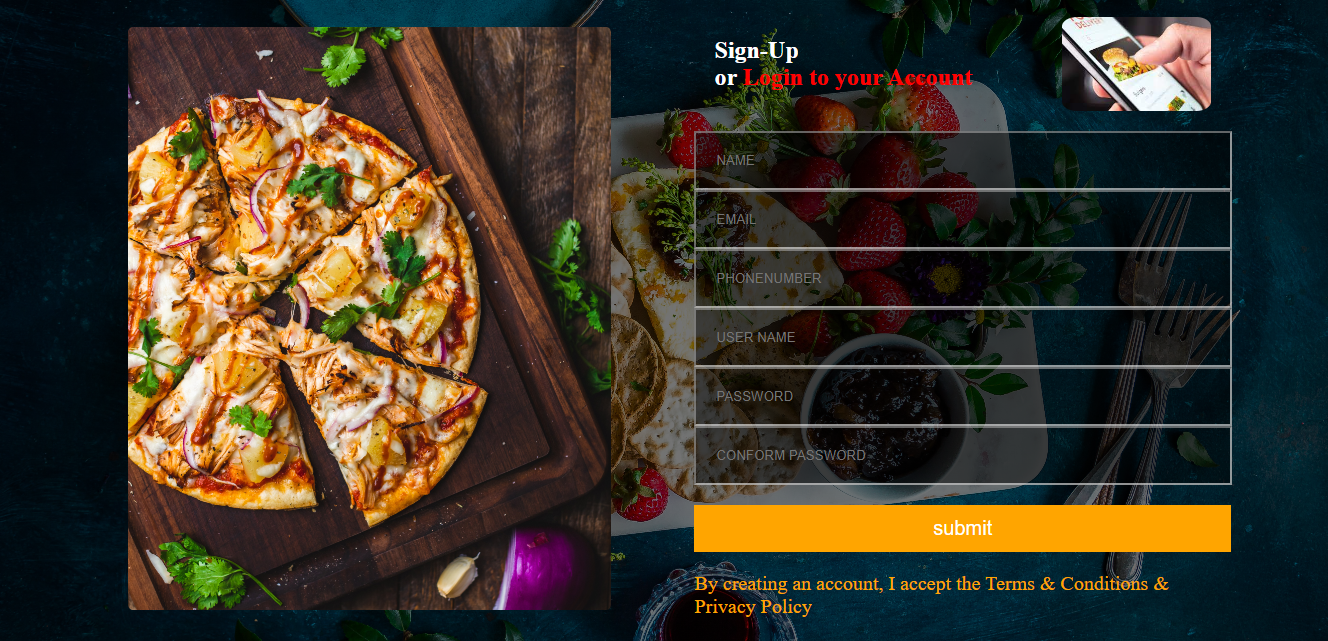 Sign-Up
or Login to your Account
NAME
EMAIL
PHONENUMBER
USER NAME
PASSWORD
CONFORM PASSWORD
submit
By creating an account, I accept the Terms & Conditions &
Privacy Policy